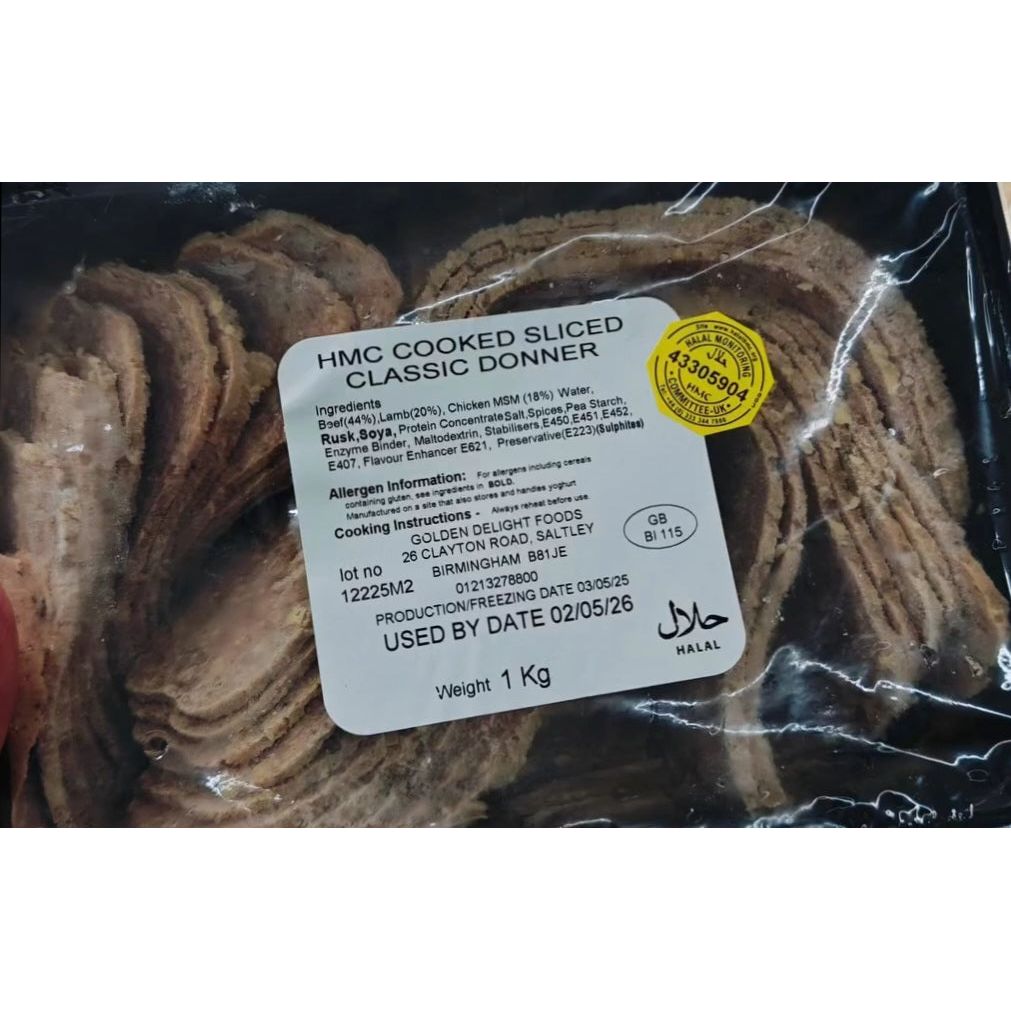 HMC COOKED SLICED
CLASSIC DONNER
Ingredients
Beef(44%),Lamb(20%), Chicken MSM (18%) Water,
Rusk,Soya, Protein Concentrate Salt,Spices,Pea Starch,
Enzyme Binder, Maltodextrin, Stabilisers,E450,E451,E452,
E407, Flavour Enhancer E621, Preservative(E223)(Sulphites)
Allergen Information: For allergens including cereals
containing gluten, see ingredients in BOLD.
Manufactured on a site that also stores and handles yoghurt
Cooking Instructions - Always reheat before use.
GOLDEN DELIGHT FOODS
26 CLAYTON ROAD, SALTLEY
BIRMINGHAM B81JE
01213278800
lot no
12225M2
GB
BI 115
PRODUCTION/FREEZING DATE 03/05/25
USED BY DATE 02/05/26
Weight 1 Kg
حلال
HALAL
HALAL MONITORING
حلال
43305904
HMC
COMMITTEE-UK